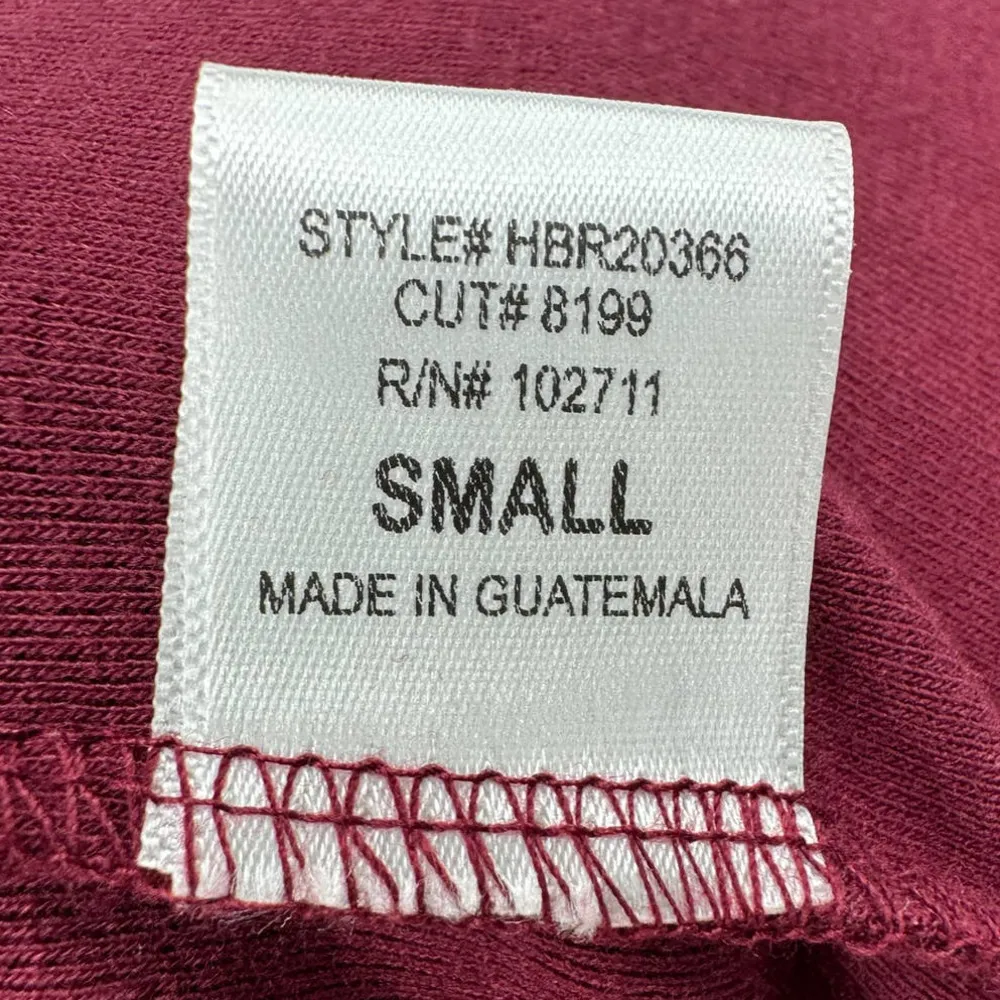 STYLE# HBR20366
CUT# 8199
R/N# 102711
SMALL
MADE IN GUATEMALA